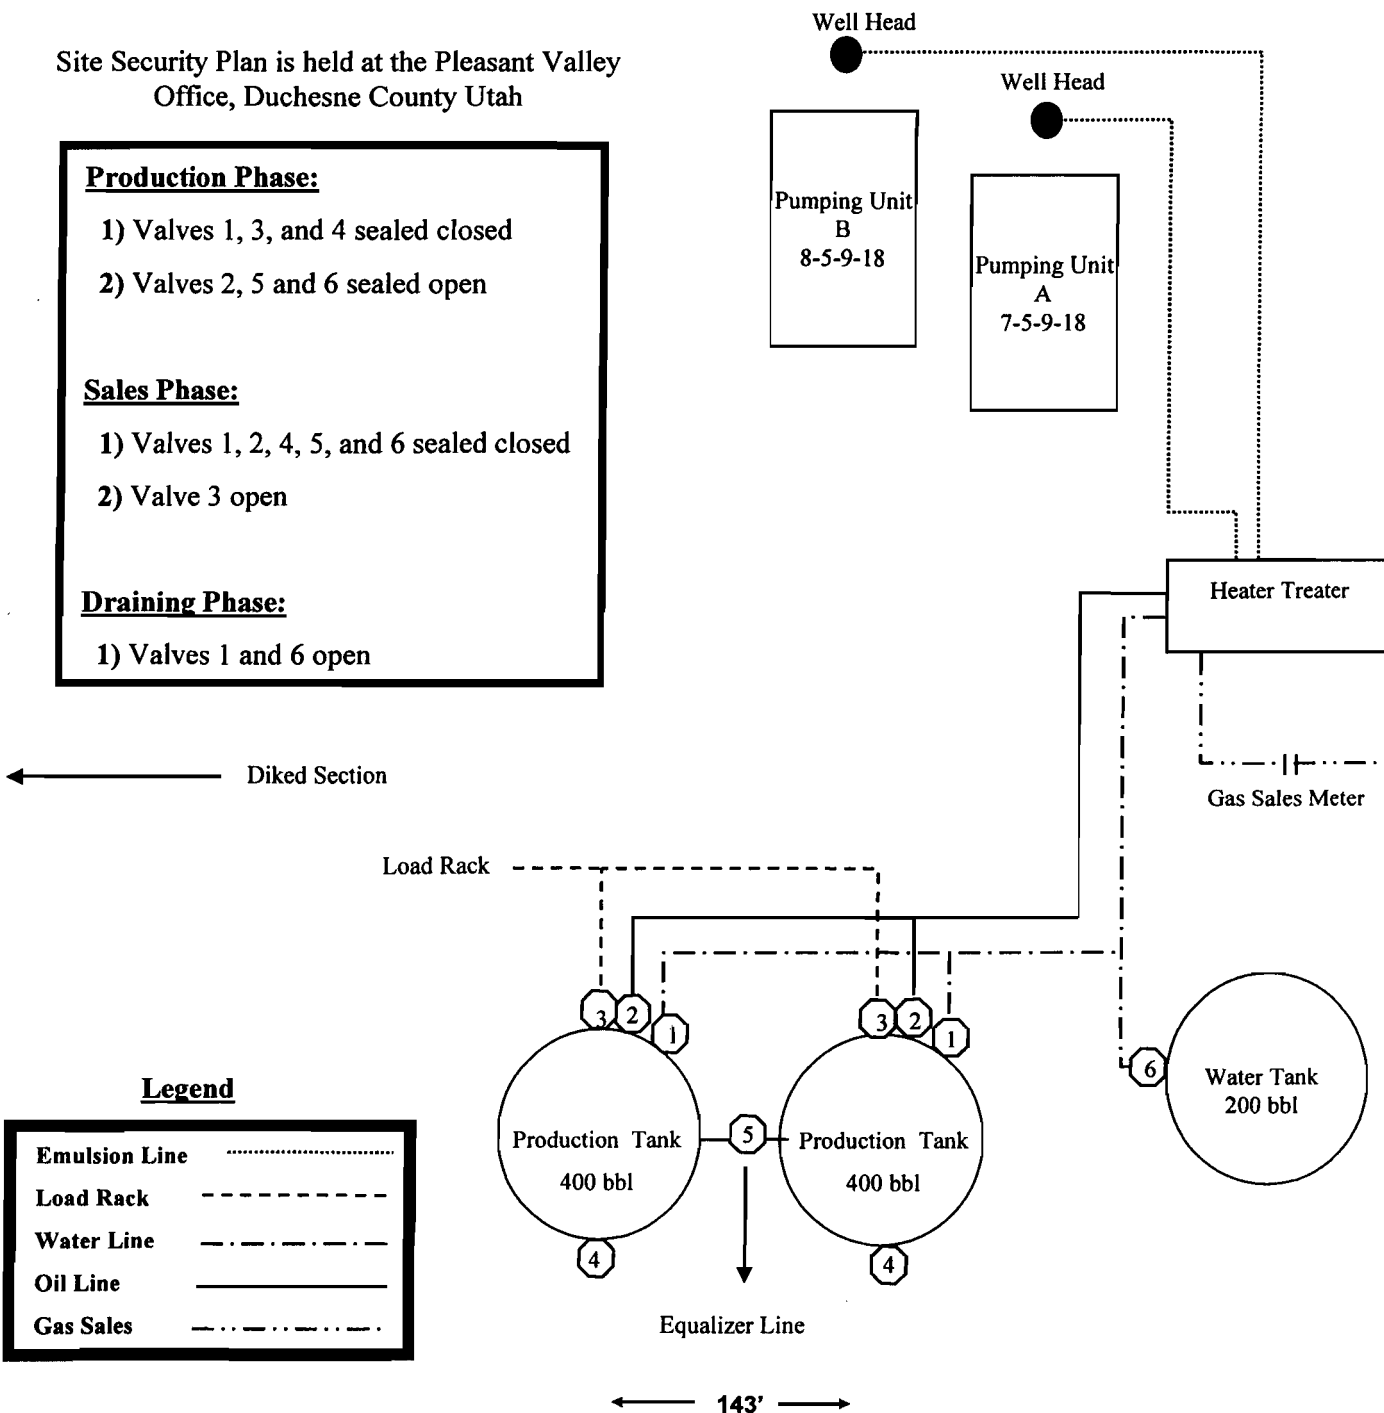 Site Security Plan is held at the Pleasant Valley
Office, Duchesne County Utah
Production Phase:
1) Valves 1, 3, and 4 sealed closed
2) Valves 2, 5 and 6 sealed open
Sales Phase:
1) Valves 1, 2, 4, 5, and 6 sealed closed
2) Valve 3 open
Draining Phase:
1) Valves 1 and 6 open
Well Head
Well Head
Pumping Unit
B
8-5-9-18
Pumping Unit
A
7-5-9-18
Heater Treater
Diked Section
Gas Sales Meter
Load Rack
3
2
1
3
2
1
6
Water Tank
200 bbl
Production Tank
400 bbl
5
Production Tank
400 bbl
4
4
Equalizer Line
Legend
Emulsion Line
Load Rack
Water Line
Oil Line
Gas Sales
143'